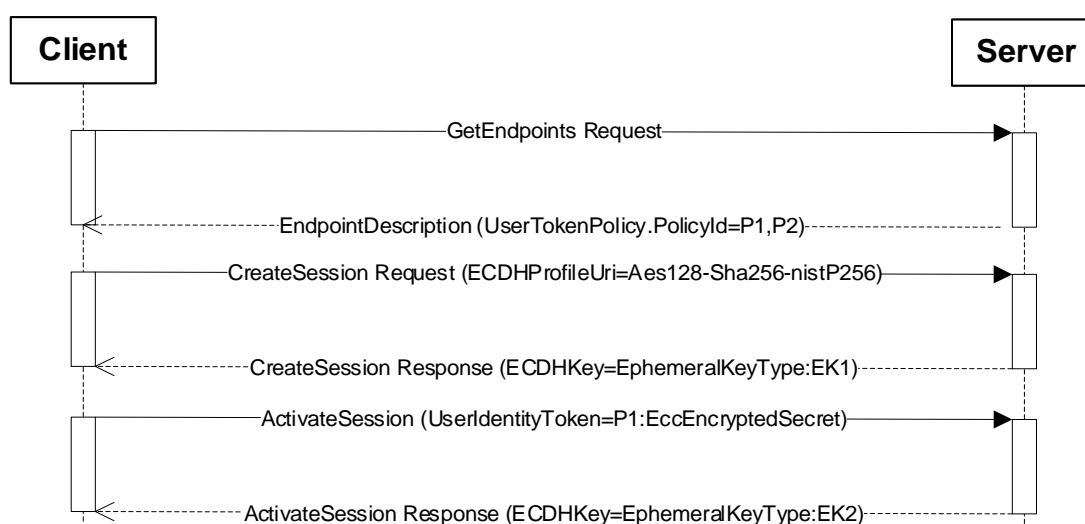 Client
Server
GetEndpoints Request
EndpointDescription (UserTokenPolicy.PolicyId=P1,P2)
CreateSession Request (ECDHProfileUri=Aes128-Sha256-nistP256)
CreateSession Response (ECDHKey=EphemeralKeyType:EK1)
ActivateSession (UserIdentityToken=P1:EccEncryptedSecret)
ActivateSession Response (ECDHKey=EphemeralKeyType:EK2)